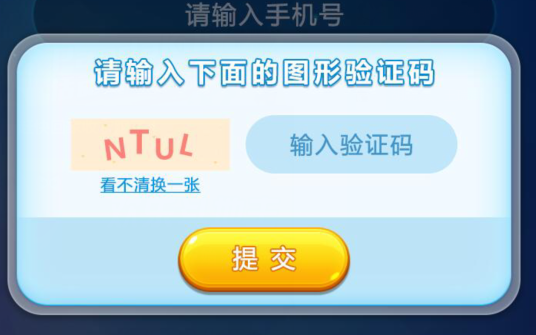 请输入手机号
请输入下面的图形验证码
NTUL
输入验证码
看不清换一张
提交